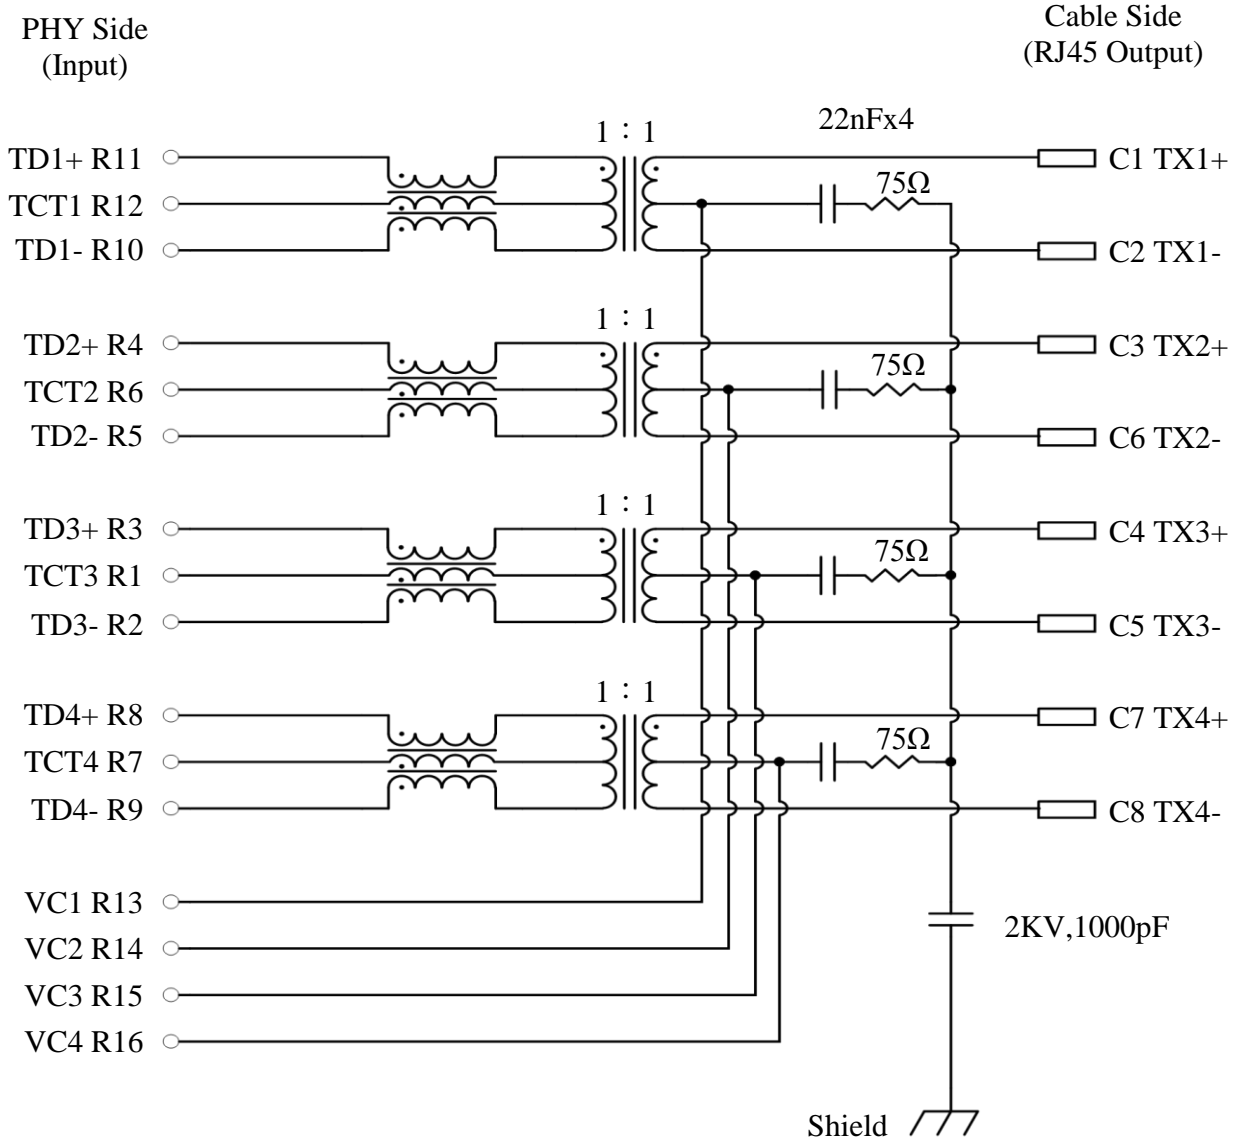 PHY Side
(Input)
Cable Side
(RJ45 Output)
22nFx4
1 : 1
TD1+ R11
C1 TX1+
75Ω
TCT1 R12
TD1- R10
C2 TX1-
1 : 1
TD2+ R4
C3 TX2+
75Ω
TCT2 R6
TD2- R5
C6 TX2-
1 : 1
TD3+ R3
C4 TX3+
75Ω
TCT3 R1
TD3- R2
C5 TX3-
1 : 1
TD4+ R8
C7 TX4+
75Ω
TCT4 R7
TD4- R9
C8 TX4-
VC1 R13
2KV,1000pF
VC2 R14
VC3 R15
VC4 R16
Shield